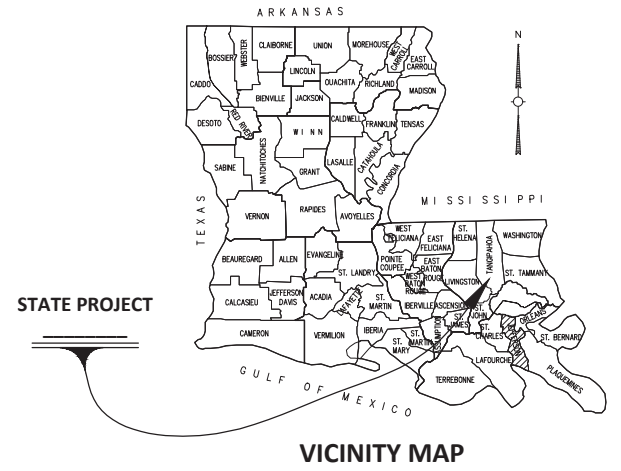 ARKANSAS
N
CLAIBORNE
UNION
MOREHOUSE
WEST CARROLL
EAST CARROLL
BOSSIER
WEBSTER
LINCOLN
CADDO
OUACHITA
RICHLAND
MADISON
BIENVILLE
JACKSON
DESOTO
RED RIVER
CALDWELL
FRANKLIN
TENSAS
WINN
NATCHITOCHES
SABINE
LASALLE
CATAHOULA
CONCORDIA
GRANT
MISSISSIPPI
TEXAS
VERNON
RAPIDES
AVOYELLES
WEST FELICIANA
EAST FELICIANA
ST. HELENA
TANGIPAHOA
WASHINGTON
BEAUREGARD
ALLEN
EVANGELINE
ST. LANDRY
POINTE COUPEE
EAST BATON ROUGE
WEST BATON ROUGE
LIVINGSTON
ST. TAMMANY
STATE PROJECT
CALCASIEU
JEFFERSON DAVIS
ACADIA
LAFAYETTE
ST. MARTIN
IBERVILLE
ASCENSION
ST. JOHN
ST. JAMES
ORLEANS
CAMERON
VERMILION
IBERIA
ST. MARTIN
ST. MARY
ASSUMPTION
ST. CHARLES
ST. BERNARD
LAFOURCHE
TERREBONNE
PLAQUEMINES
GULF OF MEXICO
VICINITY MAP